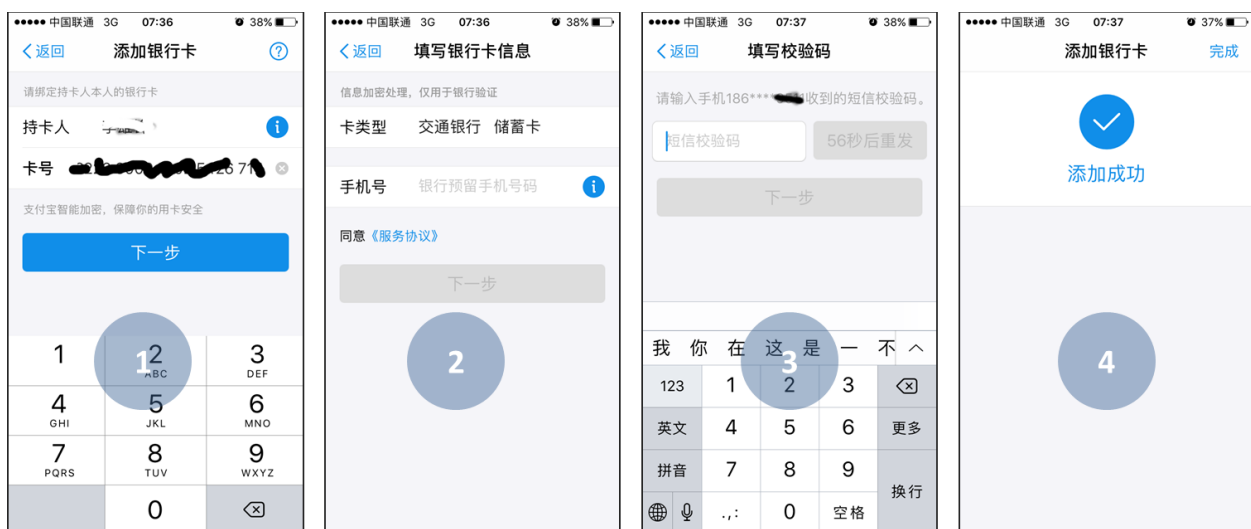 中国联通 3G 07:36 38%
返回 添加银行卡 ?
请绑定持卡人本人的银行卡
持卡人
卡号
支付宝智能加密,保障你的用卡安全
下一步
1
1
2 ABC
3 DEF
4 GHI
5 JKL
6 MNO
7 PQRS
8 TUV
9 WXYZ
0
中国联通 3G 07:36 38%
返回 填写银行卡信息
信息加密处理,仅用于银行验证
卡类型 交通银行 储蓄卡
手机号 银行预留手机号码
同意《服务协议》
下一步
2
中国联通 3G 07:37 38%
返回 填写校验码
请输入手机186****收到的短信校验码。
短信校验码 56秒后重发
下一步
3
我 你 在 这 是 一 不
123 1 2 3
英文 4 5 6 更多
拼音 7 8 9
.,: 0 空格 换行
中国联通 3G 07:37 37%
添加银行卡 完成
添加成功
4